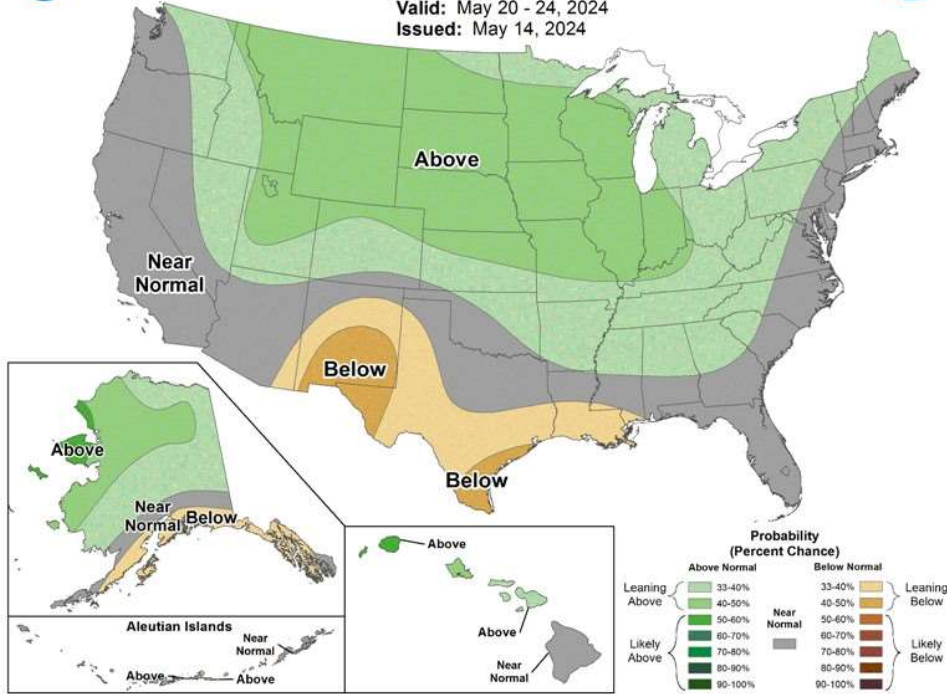 Valid: May 20 - 24, 2024
Issued: May 14, 2024
Above
Near
Normal
Below
Below
Above
Near
Normal
Below
Aleutian Islands
Near
Normal
Above
Above
Above
Above
Near
Normal
Probability
(Percent Chance)
Above Normal
Below Normal
Leaning
Above
33-40%
40-50%
50-60%
60-70%
70-80%
80-90%
90-100%
Likely
Above
Near
Normal
33-40%
40-50%
50-60%
60-70%
70-80%
80-90%
90-100%
Leaning
Below
Likely
Below